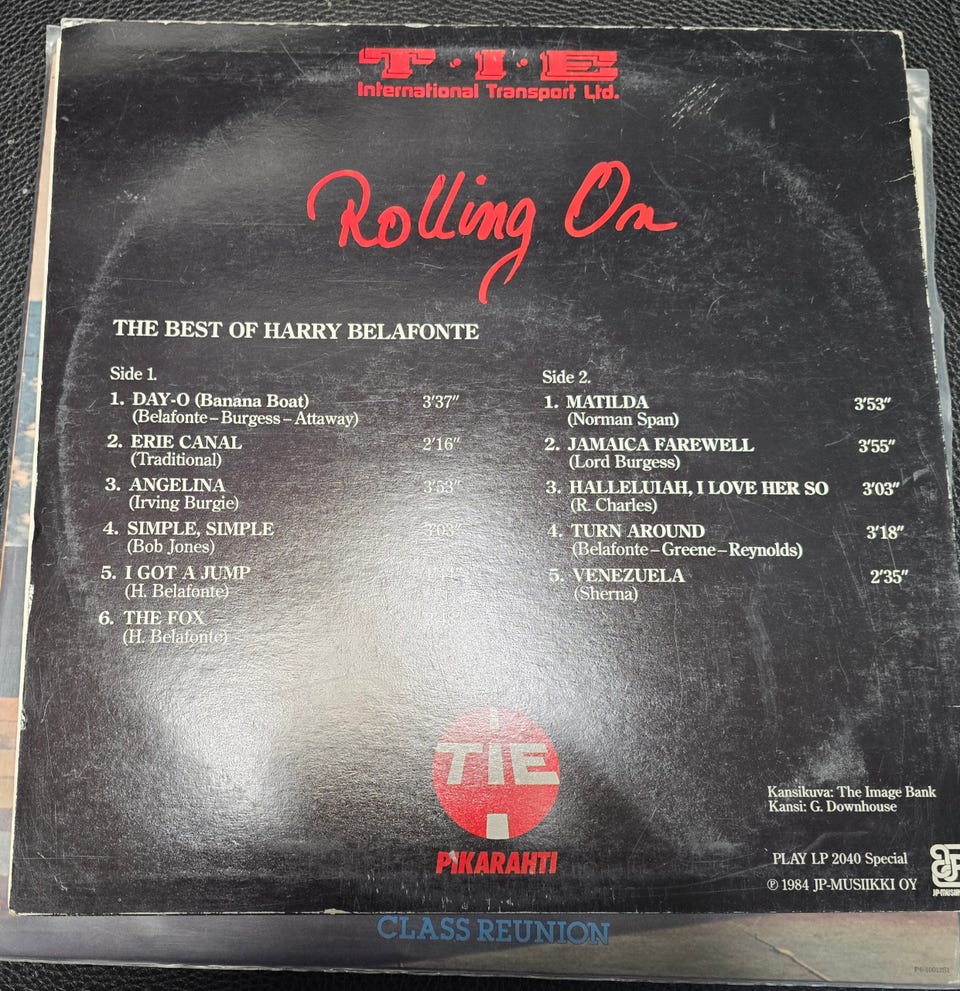 T·I·E
International Transport Ltd.
Rolling On
THE BEST OF HARRY BELAFONTE
Side 1.
1. DAY-O (Banana Boat) 3'37"
(Belafonte – Burgess – Attaway)
2. ERIE CANAL 2'16"
(Traditional)
3. ANGELINA 3'53"
(Irving Burgie)
4. SIMPLE, SIMPLE 3'03"
(Bob Jones)
5. I GOT A JUMP
(H. Belafonte)
6. THE FOX
(H. Belafonte)
Side 2.
1. MATILDA 3'53"
(Norman Span)
2. JAMAICA FAREWELL 3'55"
(Lord Burgess)
3. HALLELUIAH, I LOVE HER SO 3'03"
(R. Charles)
4. TURN AROUND 3'18"
(Belafonte – Greene – Reynolds)
5. VENEZUELA 2'35"
(Sherna)
TIE
PIKARAHTI
Kansikuva: The Image Bank
Kansi: G. Downhouse
PLAY LP 2040 Special
℗ 1984 JP-MUSIIKKI OY
CLASS REUNION